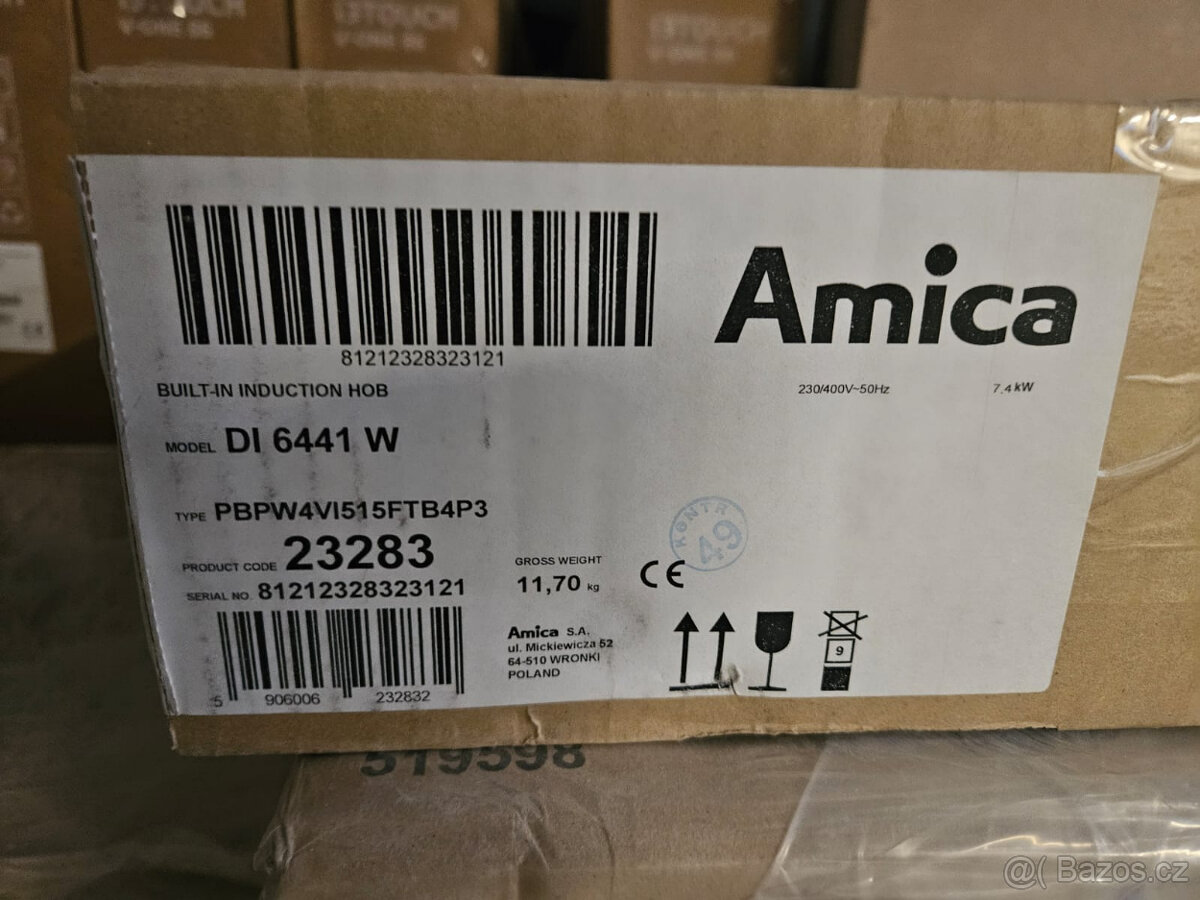 81212328323121
Amica
BUILT-IN INDUCTION HOB
230/400V~50Hz
7.4 kW
MODEL DI 6441 W
TYPE PBPW4VI515FTB4P3
PRODUCT CODE 23283
SERIAL NO. 81212328323121
GROSS WEIGHT
11,70 kg
KONTR
49
CE
Amica S.A.
ul. Mickiewicza 52
64-510 WRONKI
POLAND
9
5 906006 232832
519598
@( Bazos.cz